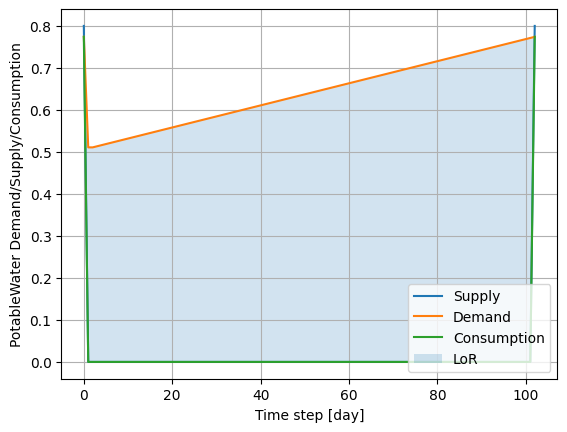 PotableWater Demand/Supply/Consumption
0.8
0.7
0.6
0.5
0.4
0.3
0.2
0.1
0.0
Supply
Demand
Consumption
LoR
0 20 40 60 80 100
Time step [day]